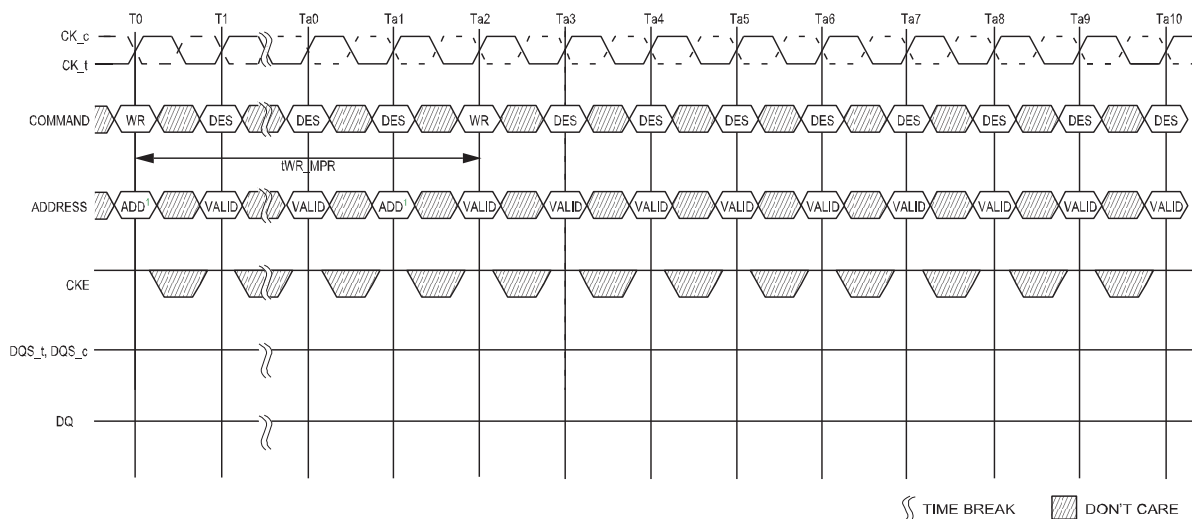 T0 T1 Ta0 Ta1 Ta2 Ta3 Ta4 Ta5 Ta6 Ta7 Ta8 Ta9 Ta10
CK_c
CK_t
COMMAND WR DES DES DES WR DES DES DES DES DES DES DES DES
tWR_MPR
ADDRESS ADD1 VALID VALID ADD1 VALID VALID VALID VALID VALID VALID VALID VALID VALID
CKE
DQS_t, DQS_c
DQ
TIME BREAK DON'T CARE